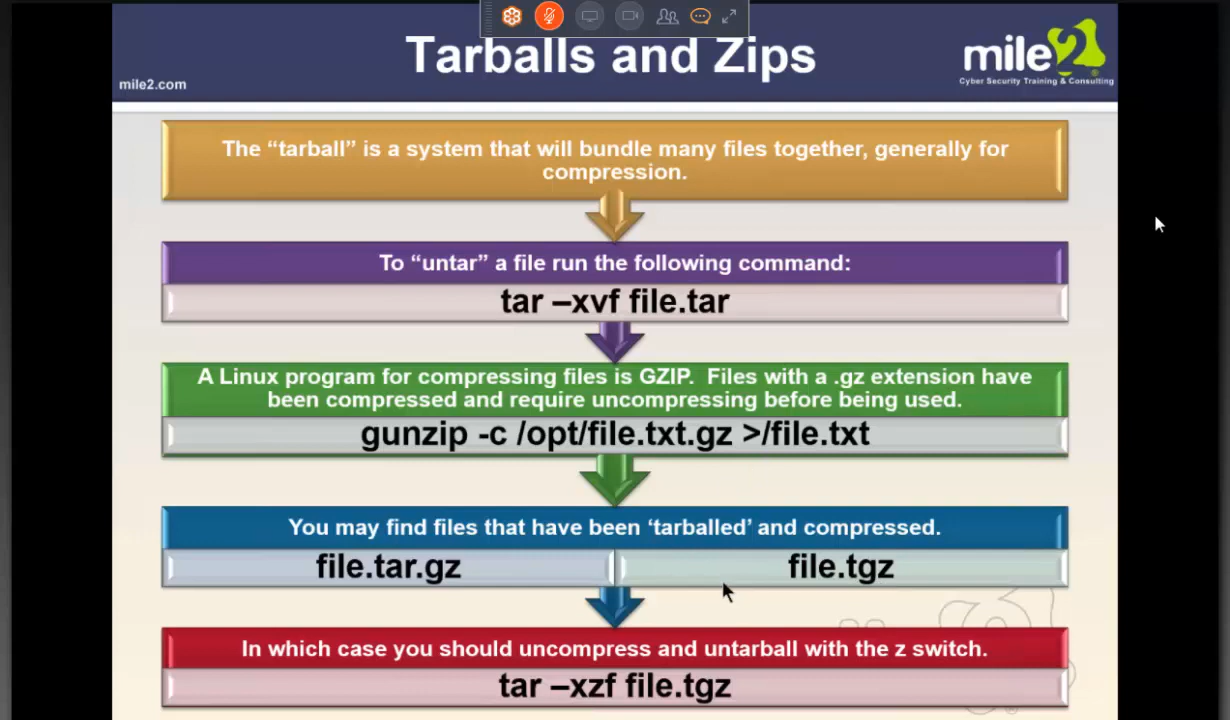 Tarballs and Zips
mile2.com
mile2®
Cyber Security Training & Consulting
The “tarball” is a system that will bundle many files together, generally for
compression.
To “untar” a file run the following command:
tar –xvf file.tar
A Linux program for compressing files is GZIP.  Files with a .gz extension have
been compressed and require uncompressing before being used.
gunzip -c /opt/file.txt.gz >/file.txt
You may find files that have been ‘tarballed’ and compressed.
file.tar.gz
file.tgz
In which case you should uncompress and untarball with the z switch.
tar –xzf file.tgz